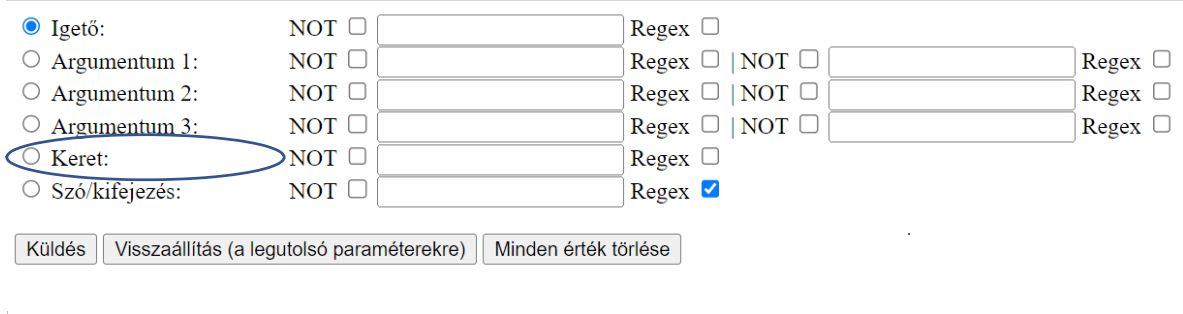 Igető: NOT Regex
Argumentum 1: NOT Regex | NOT Regex
Argumentum 2: NOT Regex | NOT Regex
Argumentum 3: NOT Regex | NOT Regex
Keret: NOT Regex
Szó/kifejezés: NOT Regex
Küldés Visszaállítás (a legutolsó paraméterekre) Minden érték törlése